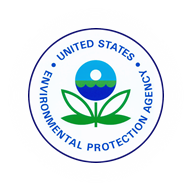 • UNITED STATES •
ENVIRONMENTAL PROTECTION AGENCY